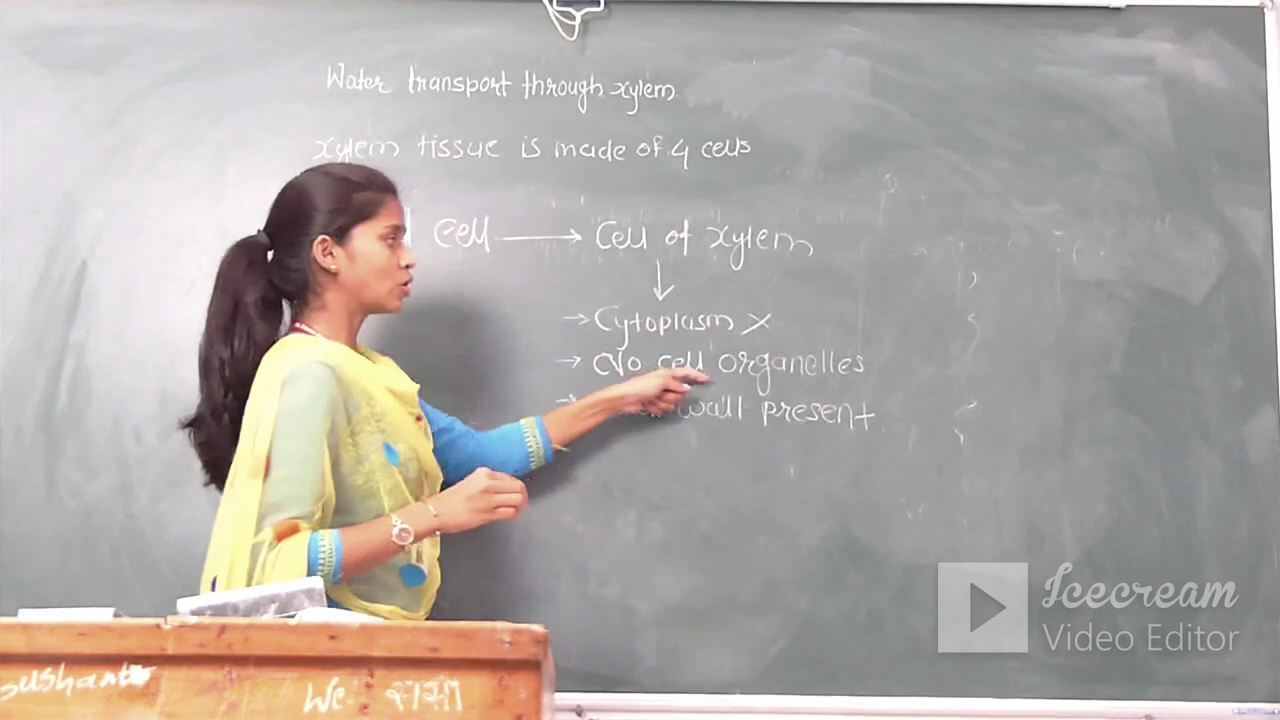 Water transport through xylem
xylem tissue is made of 4 cells
cell → Cell of xylem
↓
→ Cytoplasm X
→ No cell organelles
→ wall present
Icecream
Video Editor
sushant
We